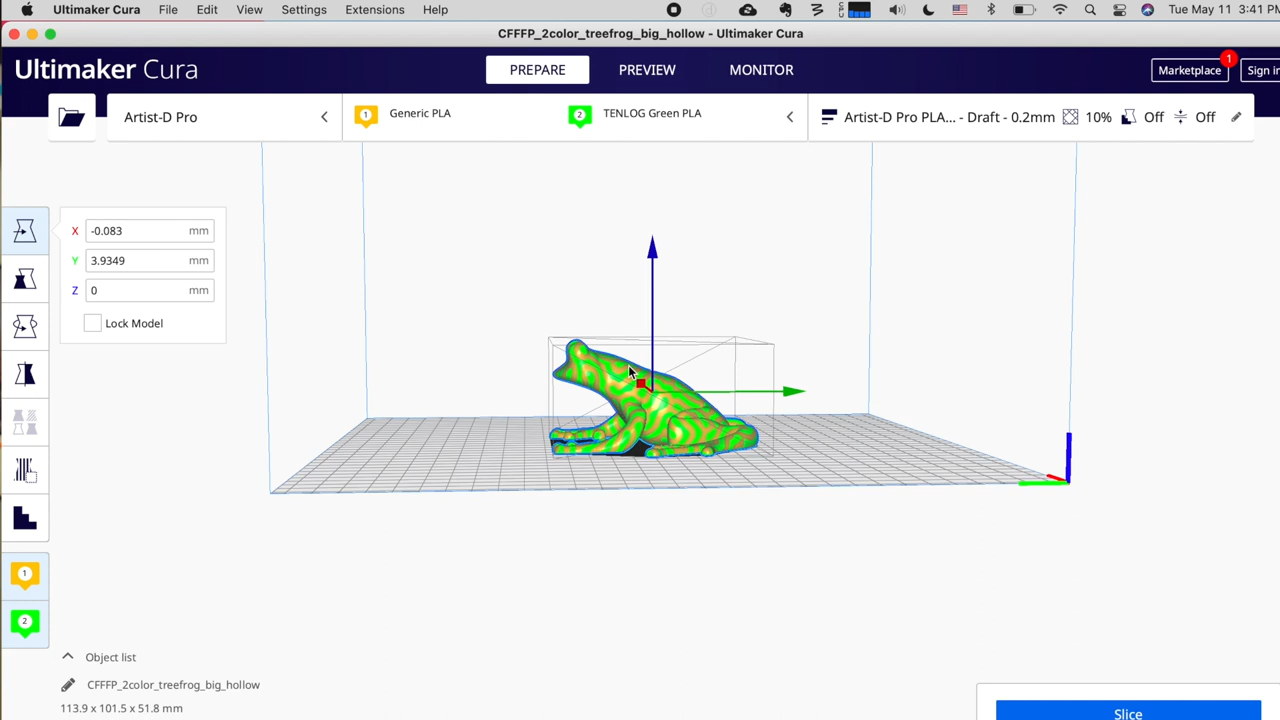 Ultimaker Cura File Edit View Settings Extensions Help Tue May 11 3:41 PM
CFFFP_2color_treefrog_big_hollow - Ultimaker Cura
Ultimaker Cura PREPARE PREVIEW MONITOR Marketplace 1 Sign in
Artist-D Pro 1 Generic PLA 2 TENLOG Green PLA Artist-D Pro PLA... - Draft - 0.2mm 10% Off Off
X -0.083 mm
Y 3.9349 mm
Z 0 mm
Lock Model
1
2
Object list
CFFFP_2color_treefrog_big_hollow
113.9 x 101.5 x 51.8 mm
Slice